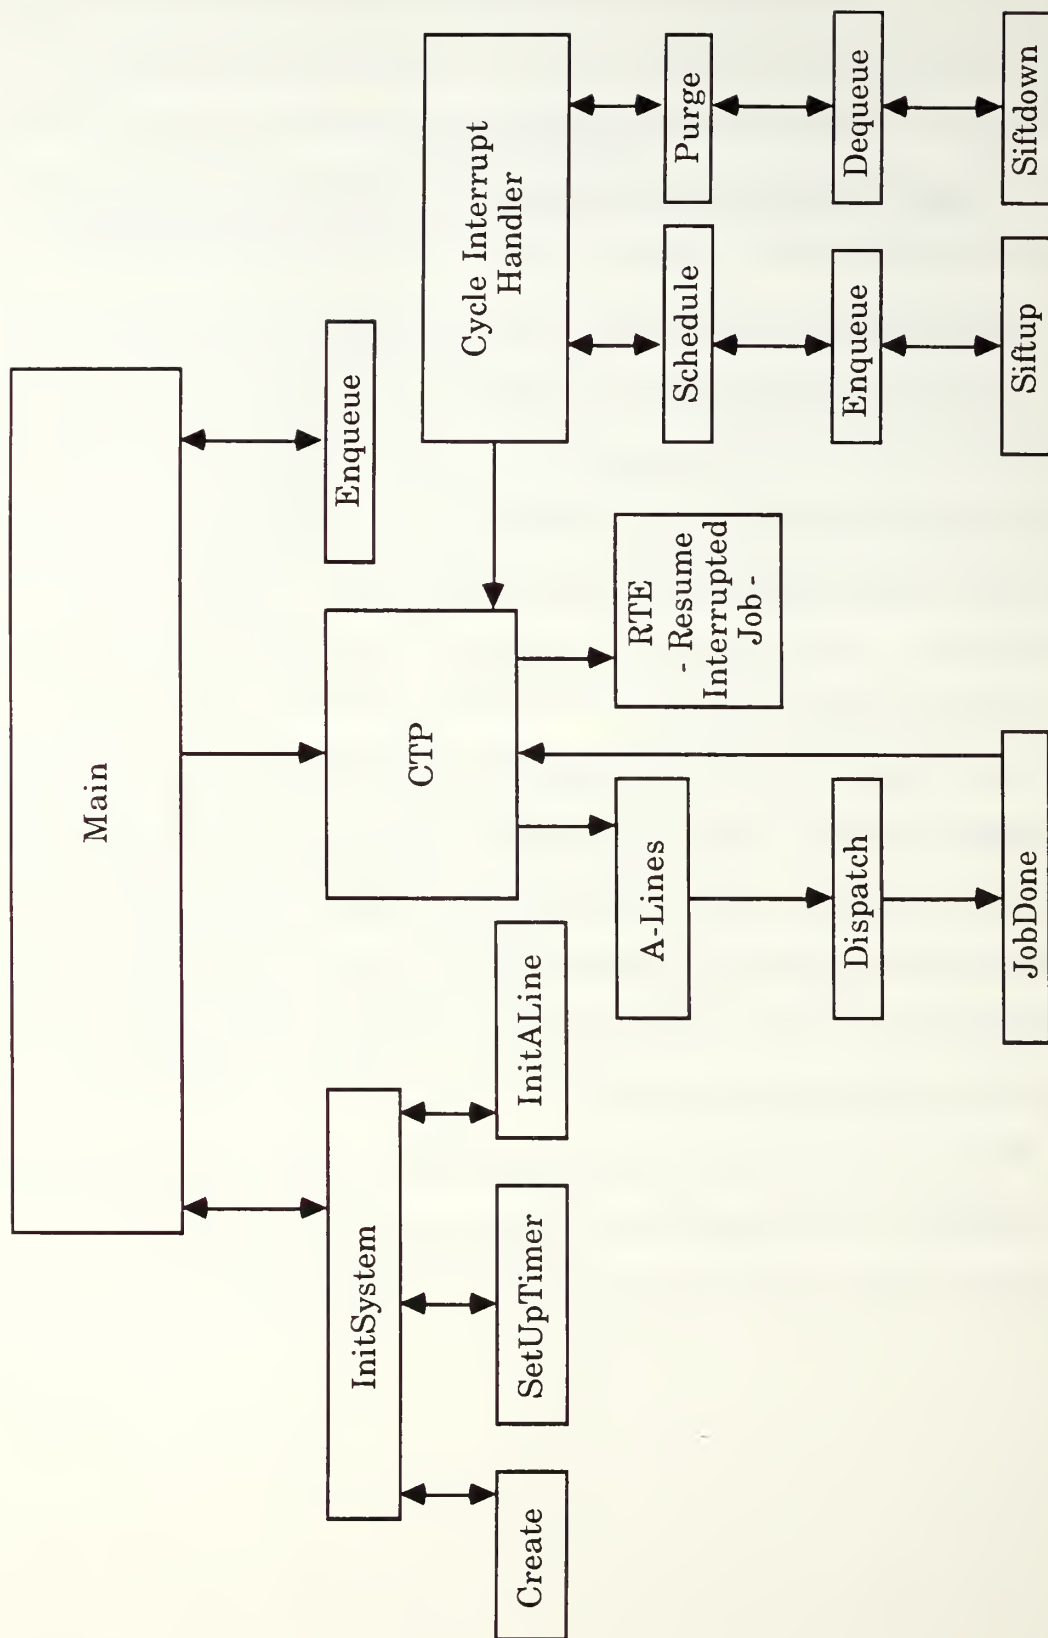 Main
InitSystem
Enqueue
Create
SetUpTimer
InitALine
CTP
Cycle Interrupt
Handler
A-Lines
RTE
- Resume
Interrupted
Job -
Schedule
Purge
Dispatch
Enqueue
Dequeue
JobDone
Siftup
Siftdown